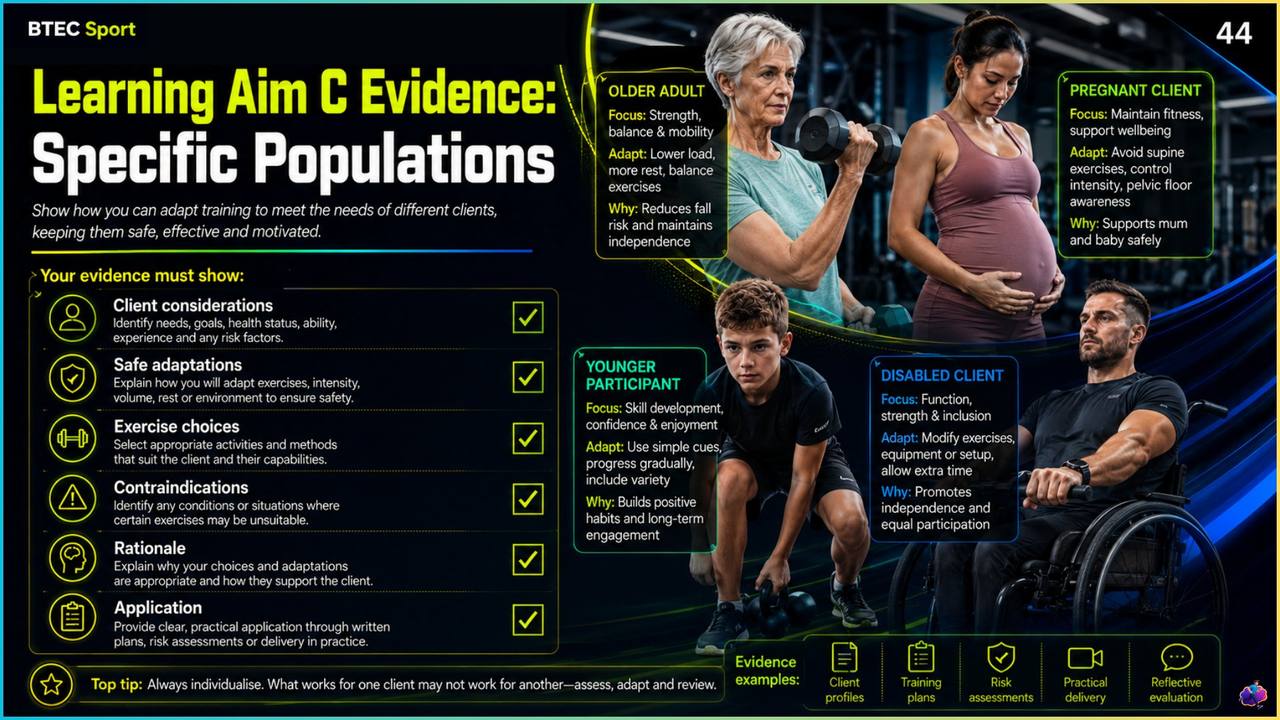 BTEC Sport
44
Learning Aim C Evidence:
Specific Populations
Show how you can adapt training to meet the needs of different clients,
keeping them safe, effective and motivated.
Your evidence must show:
Client considerations
Identify needs, goals, health status, ability,
experience and any risk factors.
Safe adaptations
Explain how you will adapt exercises, intensity,
volume, rest or environment to ensure safety.
Exercise choices
Select appropriate activities and methods
that suit the client and their capabilities.
Contraindications
Identify any conditions or situations where
certain exercises may be unsuitable.
Rationale
Explain why your choices and adaptations
are appropriate and how they support the client.
Application
Provide clear, practical application through written
plans, risk assessments or delivery in practice.
Top tip: Always individualise. What works for one client may not work for another—assess, adapt and review.
OLDER ADULT
Focus: Strength,
balance & mobility
Adapt: Lower load,
more rest, balance
exercises
Why: Reduces fall
risk and maintains
independence
PREGNANT CLIENT
Focus: Maintain fitness,
support wellbeing
Adapt: Avoid supine
exercises, control
intensity, pelvic floor
awareness
Why: Supports mum
and baby safely
YOUNGER
PARTICIPANT
Focus: Skill development,
confidence & enjoyment
Adapt: Use simple cues,
progress gradually,
include variety
Why: Builds positive
habits and long-term
engagement
DISABLED CLIENT
Focus: Function,
strength & inclusion
Adapt: Modify exercises,
equipment or setup,
allow extra time
Why: Promotes
independence and
equal participation
Evidence
examples:
Client
profiles
Training
plans
Risk
assessments
Practical
delivery
Reflective
evaluation